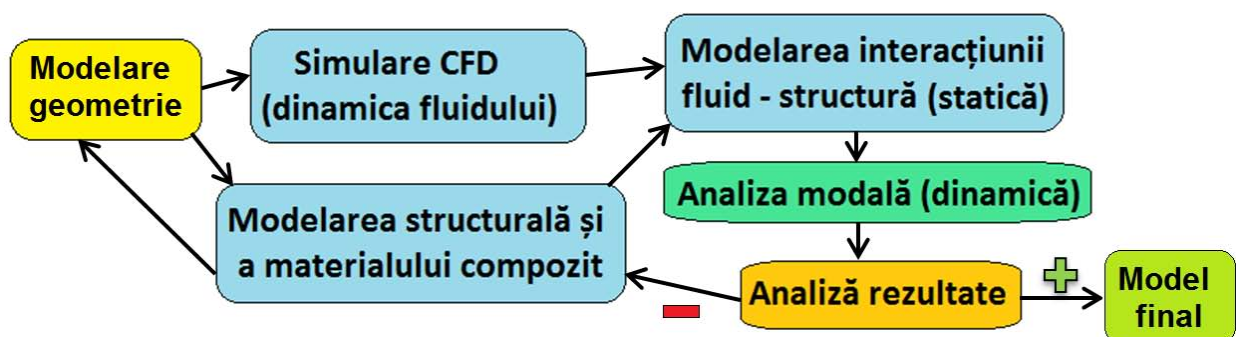 Modelare
geometrie
Simulare CFD
(dinamica fluidului)
Modelarea interacțiunii
fluid - structură (statică)
Modelarea structurală și
a materialului compozit
Analiza modală (dinamică)
Analiză rezultate
Model
final